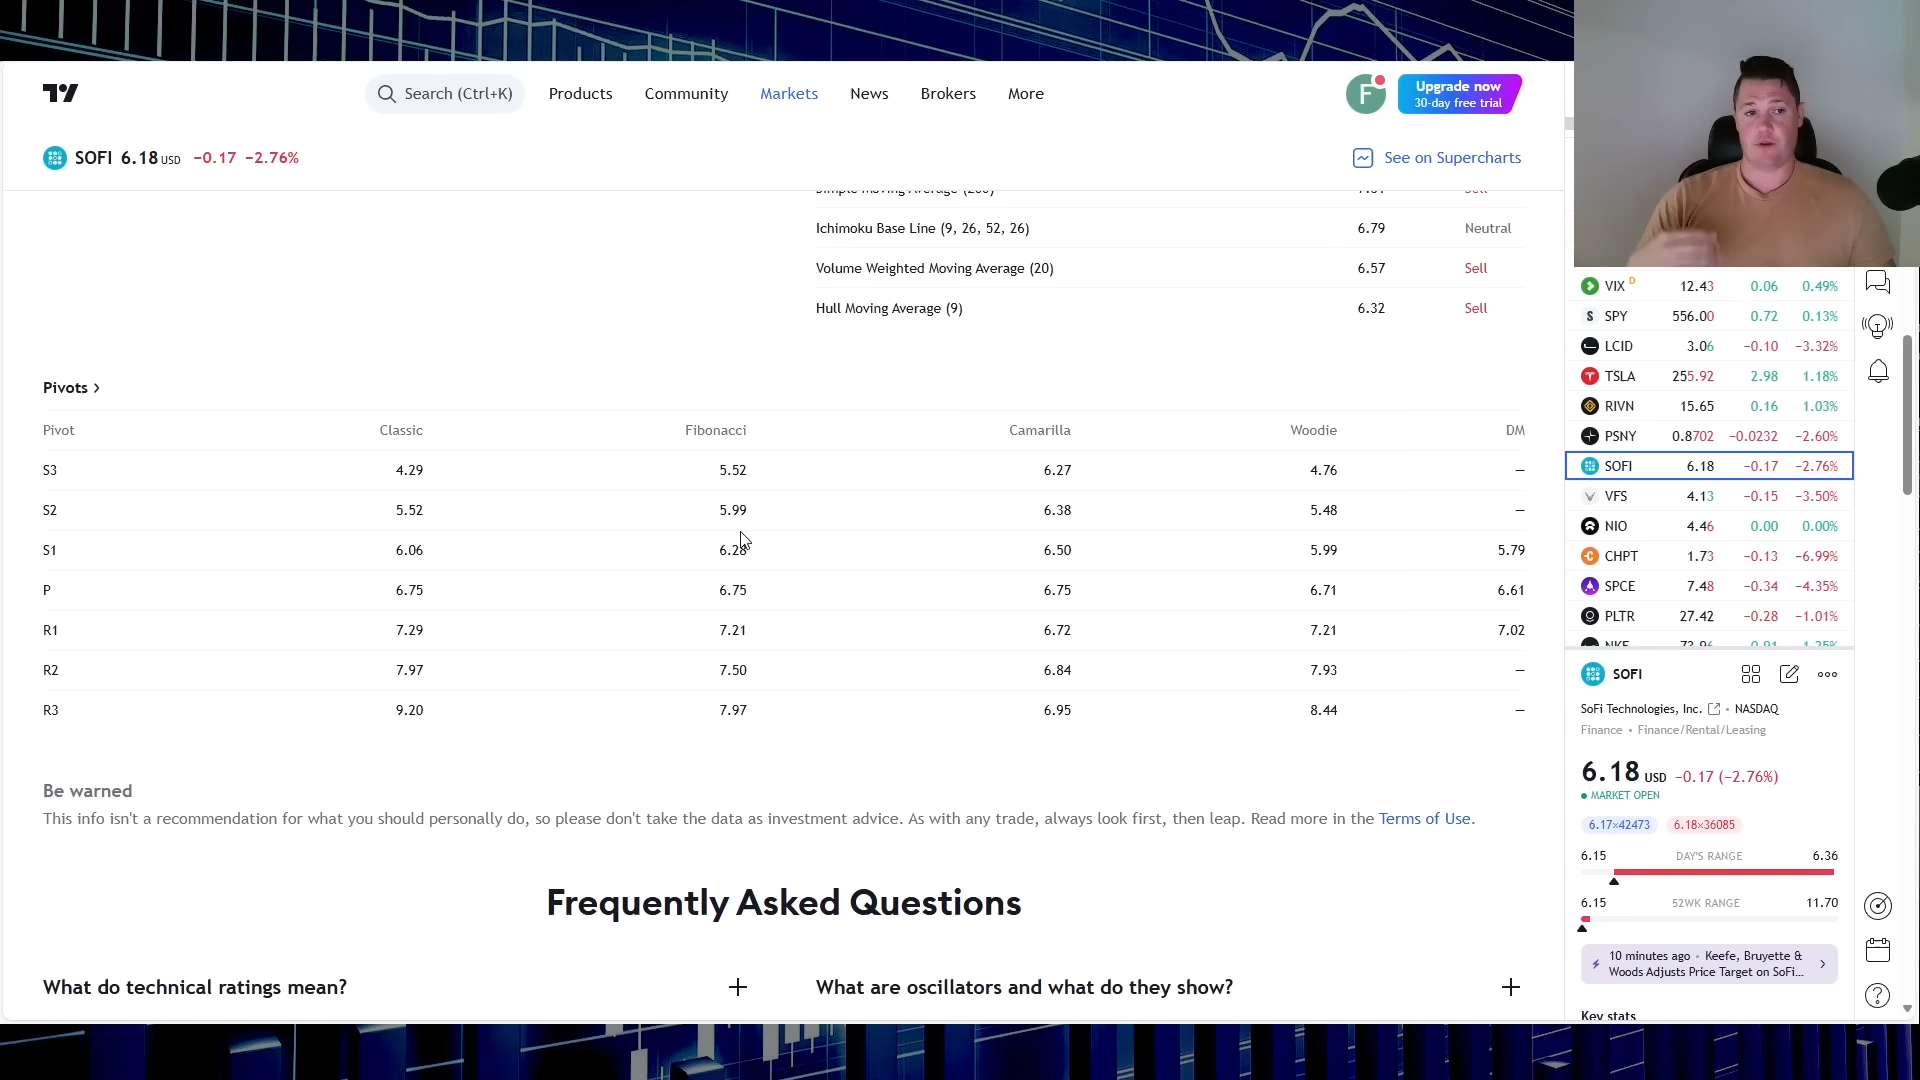 Search (Ctrl+K)
Products
Community
Markets
News
Brokers
More
F
Upgrade now
30-day free trial
SOFI 6.18 USD −0.17 −2.76%
See on Supercharts
Ichimoku Base Line (9, 26, 52, 26) 6.79 Neutral
Volume Weighted Moving Average (20) 6.57 Sell
Hull Moving Average (9) 6.32 Sell
Pivots
Pivot Classic Fibonacci Camarilla Woodie DM
S3 4.29 5.52 6.27 4.76 —
S2 5.52 5.99 6.38 5.48 —
S1 6.06 6.28 6.50 5.99 5.79
P 6.75 6.75 6.75 6.71 6.61
R1 7.29 7.21 6.72 7.21 7.02
R2 7.97 7.50 6.84 7.93 —
R3 9.20 7.97 6.95 8.44 —
Be warned
This info isn't a recommendation for what you should personally do, so please don't take the data as investment advice. As with any trade, always look first, then leap. Read more in the Terms of Use.
Frequently Asked Questions
What do technical ratings mean?
What are oscillators and what do they show?
VIX D 12.43 0.06 0.49%
SPY 556.00 0.72 0.13%
LCID 3.06 −0.10 −3.32%
TSLA 255.92 2.98 1.18%
RIVN 15.65 0.16 1.03%
PSNY 0.8702 −0.0232 −2.60%
SOFI 6.18 −0.17 −2.76%
VFS 4.13 −0.15 −3.50%
NIO 4.46 0.00 0.00%
CHPT 1.73 −0.13 −6.99%
SPCE 7.48 −0.34 −4.35%
PLTR 27.42 −0.28 −1.01%
SOFI
SoFi Technologies, Inc. • NASDAQ
Finance • Finance/Rental/Leasing
6.18 USD −0.17 (−2.76%)
MARKET OPEN
6.17×42473 6.18×36085
6.15 DAY'S RANGE 6.36
6.15 52WK RANGE 11.70
10 minutes ago • Keefe, Bruyette &
Woods Adjusts Price Target on SoFi...
Key stats